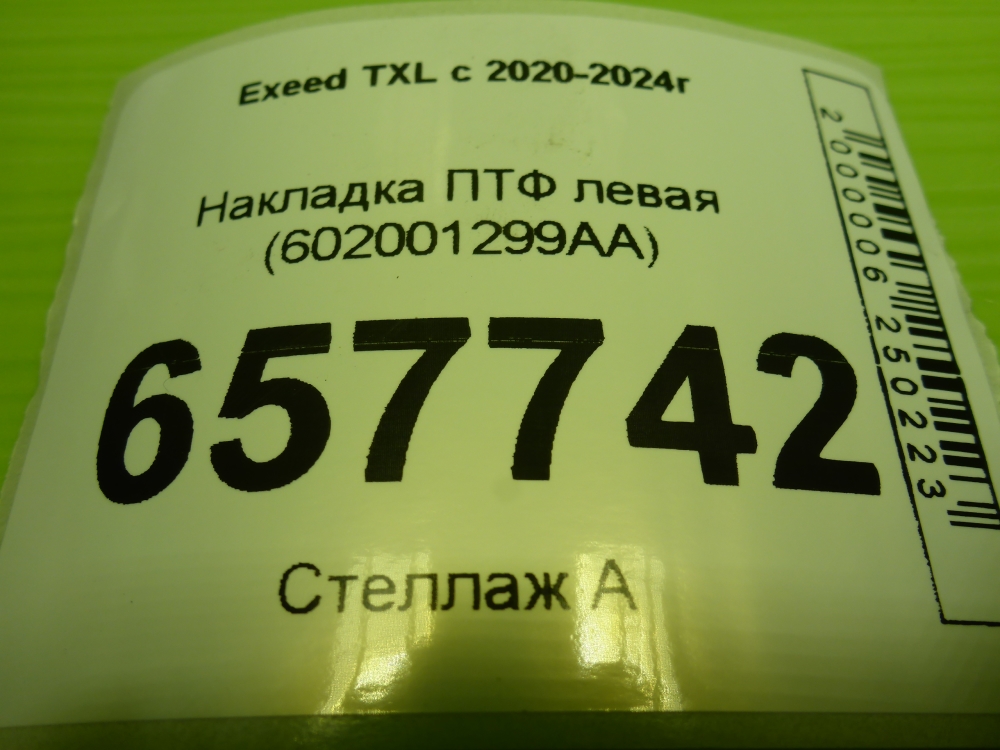 Exeed TXL с 2020-2024г
Накладка ПТФ левая
(602001299AA)
657742
Стеллаж А
2000006250223